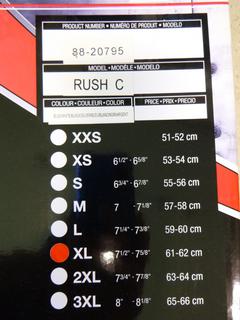 PRODUCT NUMBER • NUMÉRO DE PRODUIT • MODELO
88-20795
MODEL • MODÈLE • MODELO
RUSH C
COLOUR • COULEUR • COLOR PRICE • PRIX • PRECIO
XXS 51-52 cm
XS 6 1/2" - 6 5/8" 53-54 cm
S 6 3/4" - 6 7/8" 55-56 cm
M 7 - 7 1/8" 57-58 cm
L 7 1/4" - 7 3/8" 59-60 cm
XL 7 1/2" - 7 5/8" 61-62 cm
2XL 7 3/4" - 7 7/8" 63-64 cm
3XL 8" - 8 1/8" 65-66 cm